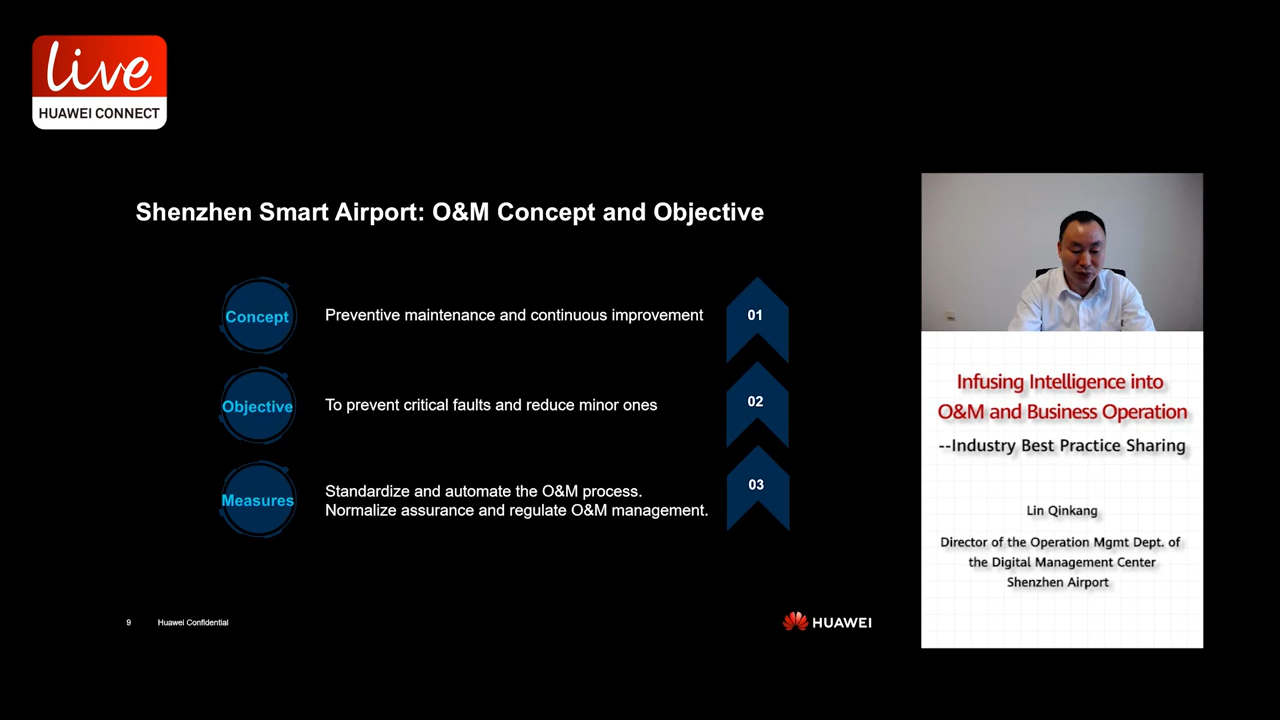 live
HUAWEI CONNECT
Shenzhen Smart Airport: O&M Concept and Objective
Concept
Preventive maintenance and continuous improvement
01
Objective
To prevent critical faults and reduce minor ones
02
Measures
Standardize and automate the O&M process.
Normalize assurance and regulate O&M management.
03
9
Huawei Confidential
HUAWEI
Infusing Intelligence into
O&M and Business Operation
--Industry Best Practice Sharing
Lin Qinkang
Director of the Operation Mgmt Dept. of
the Digital Management Center
Shenzhen Airport